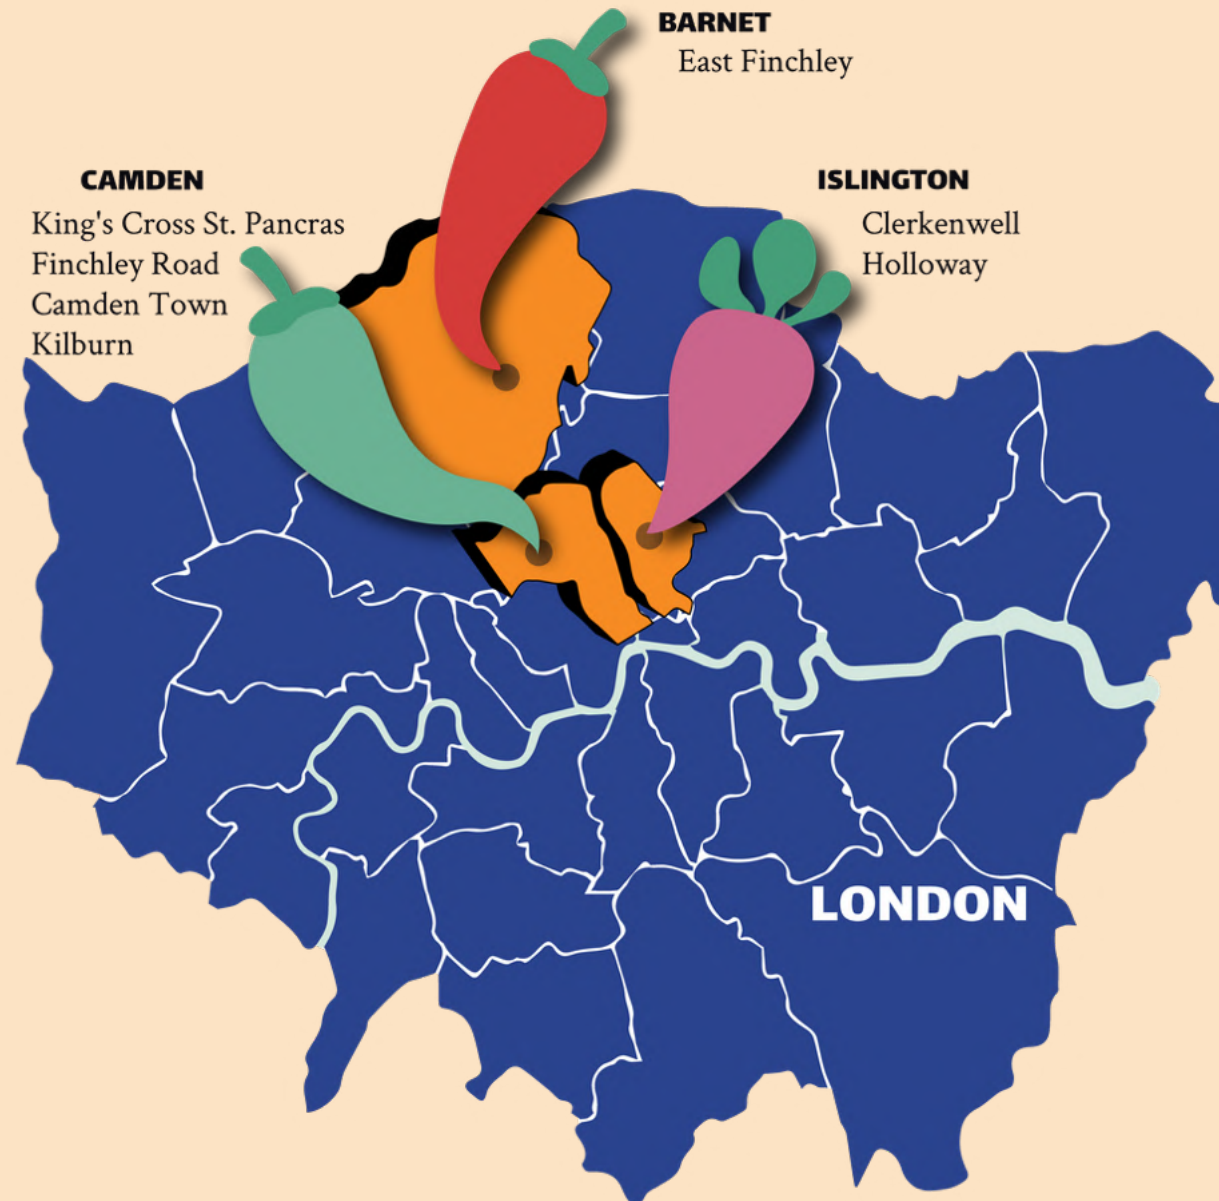 BARNET
East Finchley
CAMDEN
King's Cross St. Pancras
Finchley Road
Camden Town
Kilburn
ISLINGTON
Clerkenwell
Holloway
LONDON